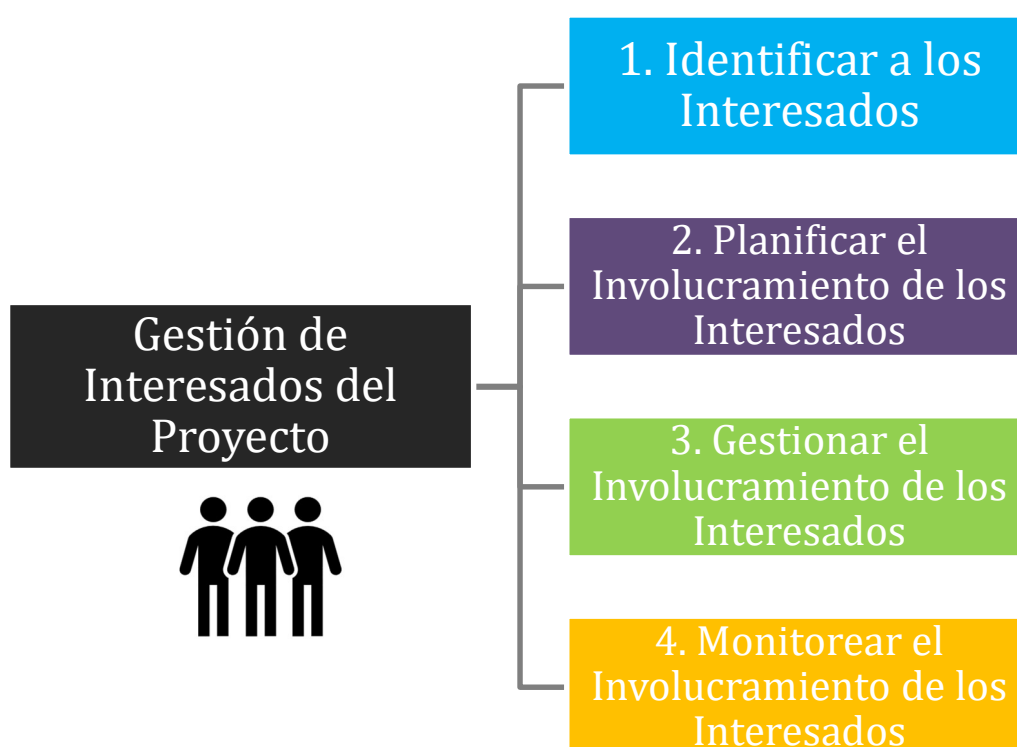 1. Identificar a los
Interesados
2. Planificar el
Involucramiento de los
Interesados
Gestión de
Interesados del
Proyecto
3. Gestionar el
Involucramiento de los
Interesados
4. Monitorear el
Involucramiento de los
Interesados